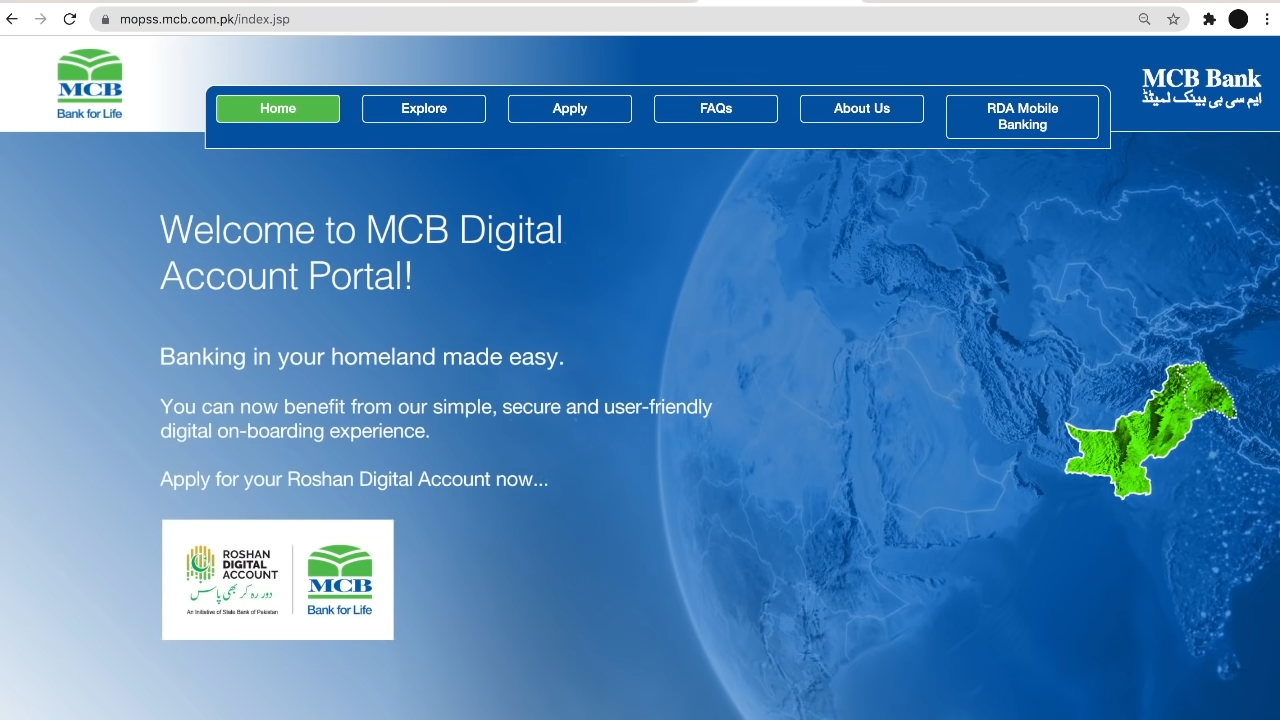 mopss.mcb.com.pk/index.jsp
MCB
Bank for Life
Home
Explore
Apply
FAQs
About Us
RDA Mobile
Banking
MCB Bank
ایم سی بی بینک لمیٹڈ
Welcome to MCB Digital
Account Portal!
Banking in your homeland made easy.
You can now benefit from our simple, secure and user-friendly
digital on-boarding experience.
Apply for your Roshan Digital Account now...
ROSHAN
DIGITAL
ACCOUNT
دور رہ کر بھی پاس
An Initiative of State Bank of Pakistan
MCB
Bank for Life